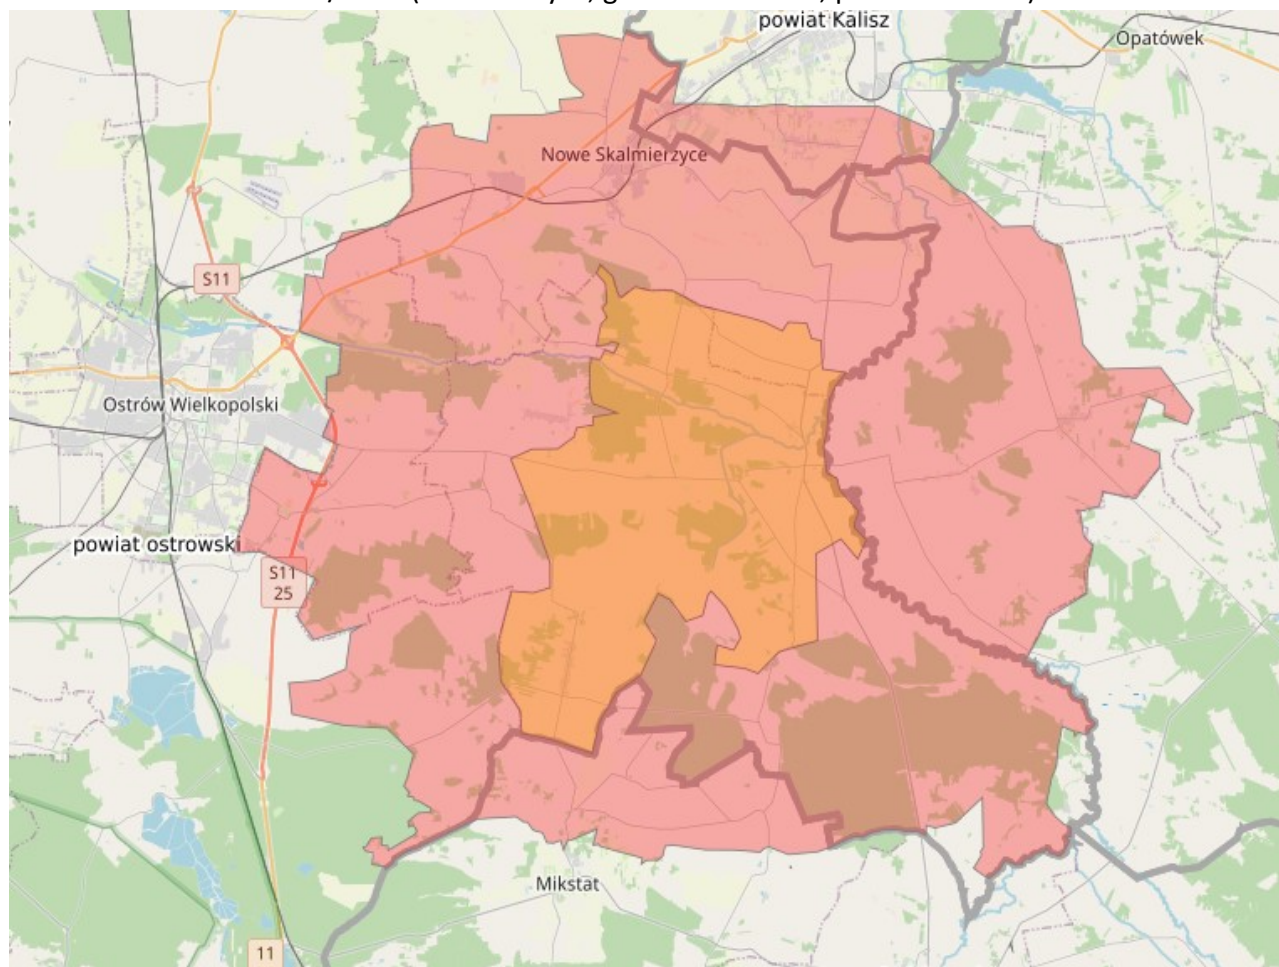 powiat Kalisz
Opatówek
Nowe Skalmierzyce
S11
Ostrów Wielkopolski
powiat ostrowski
S11
25
Mikstat
11